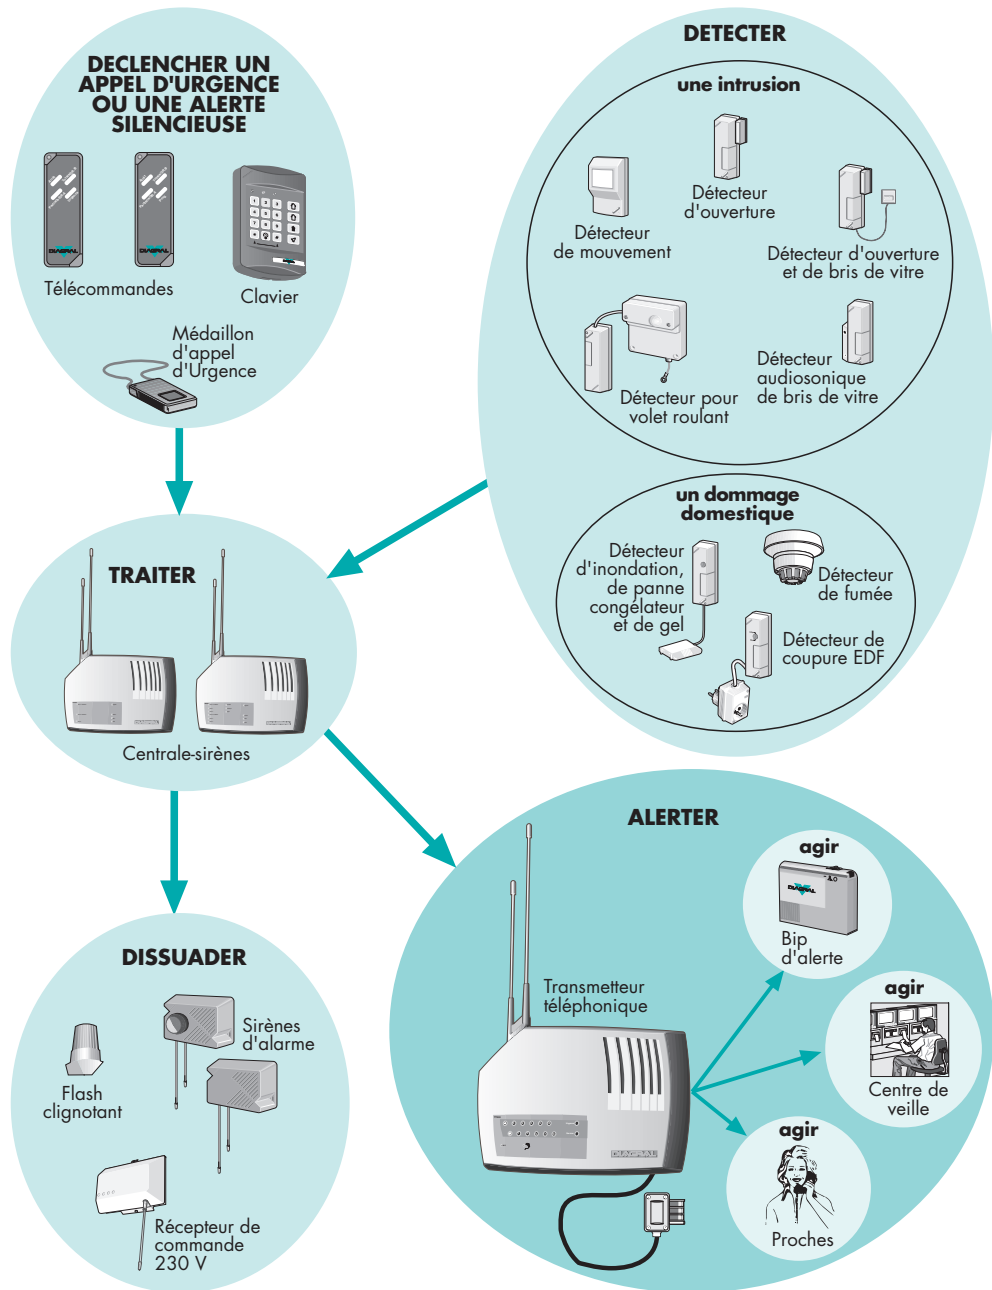 DECLENCHER UN
APPEL D'URGENCE
OU UNE ALERTE
SILENCIEUSE
DIAGRAL
DIAGRAL
Télécommandes
Clavier
Médaillon
d'appel
d'Urgence
DETECTER
une intrusion
Détecteur
de mouvement
Détecteur
d'ouverture
Détecteur d'ouverture
et de bris de vitre
Détecteur pour
volet roulant
Détecteur
audiosonique
de bris de vitre
un dommage
domestique
Détecteur
d'inondation,
de panne
congélateur
et de gel
Détecteur
de fumée
Détecteur de
coupure EDF
TRAITER
Centrale-sirènes
DISSUADER
Flash
clignotant
Sirènes
d'alarme
Récepteur de
commande
230 V
ALERTER
Transmetteur
téléphonique
DIAGRAL
agir
DIAGRAL
Bip
d'alerte
agir
Centre de
veille
agir
Proches